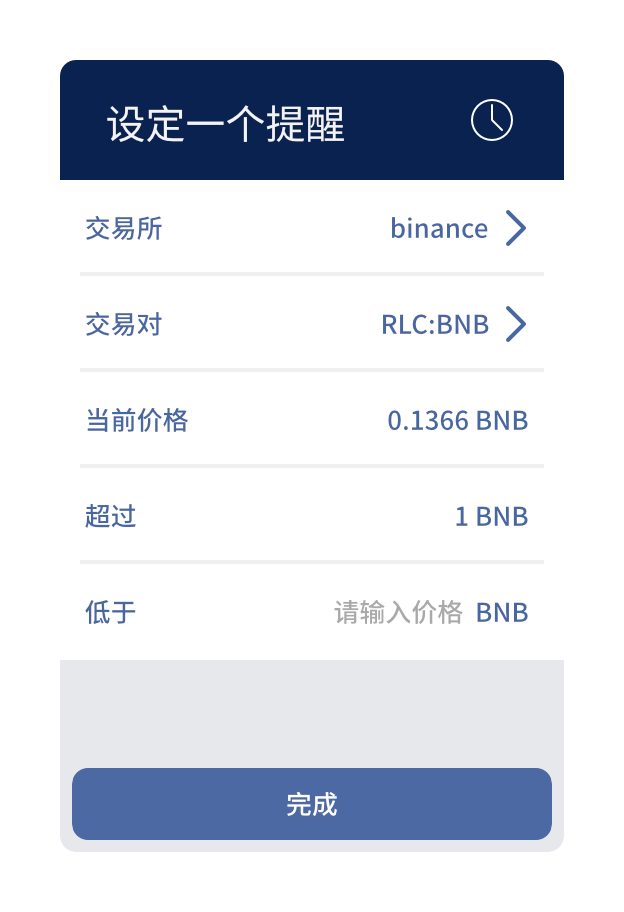 设定一个提醒
交易所 binance
交易对 RLC:BNB
当前价格 0.1366 BNB
超过 1 BNB
低于 请输入价格 BNB
完成